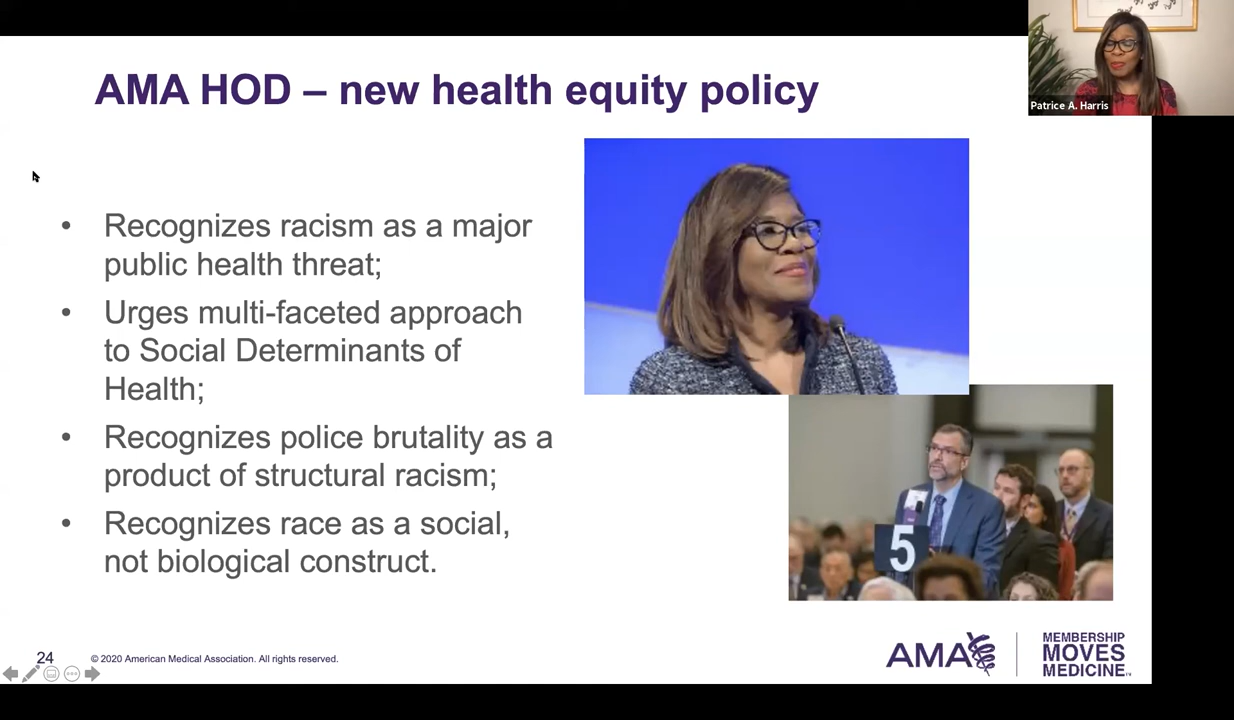 AMA HOD – new health equity policy
Patrice A. Harris
• Recognizes racism as a major
public health threat;
• Urges multi-faceted approach
to Social Determinants of
Health;
• Recognizes police brutality as a
product of structural racism;
• Recognizes race as a social,
not biological construct.
5
24
© 2020 American Medical Association. All rights reserved.
AMA
MEMBERSHIP
MOVES
MEDICINE™